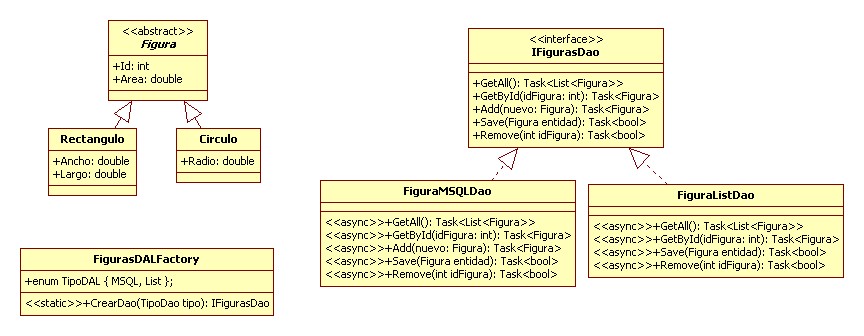 <<abstract>>
Figura
+Id: int
+Area: double
Rectangulo
+Ancho: double
+Largo: double
Circulo
+Radio: double
FigurasDALFactory
+enum TipoDAL { MSQL, List };
<<static>>+CrearDao(TipoDao tipo): IFigurasDao
<<interface>>
IFigurasDao
+GetAll(): Task<List<Figura>>
+GetById(idFigura: int): Task<Figura>
+Add(nuevo: Figura): Task<Figura>
+Save(Figura entidad): Task<bool>
+Remove(int idFigura): Task<bool>
FiguraMSQLDao
<<async>>+GetAll(): Task<List<Figura>>
<<async>>+GetById(idFigura: int): Task<Figura>
<<async>>+Add(nuevo: Figura): Task<Figura>
<<async>>+Save(Figura entidad): Task<bool>
<<async>>+Remove(int idFigura): Task<bool>
FiguraListDao
<<async>>+GetAll(): Task<List<Figura>>
<<async>>+GetById(idFigura: int): Task<Figura>
<<async>>+Save(Figura entidad): Task<bool>
<<async>>+Remove(int idFigura): Task<bool>